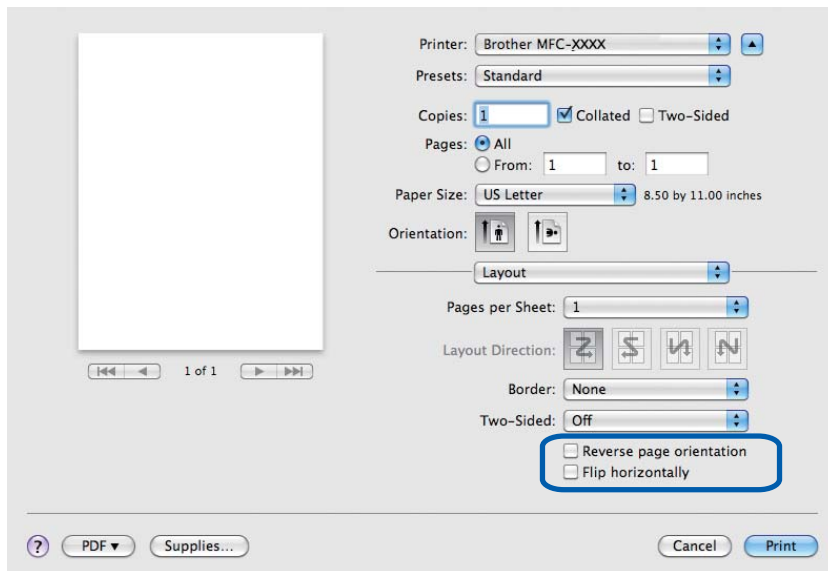 Printer: Brother MFC-XXXX
Presets: Standard
Copies: 1 Collated Two-Sided
Pages: All
From: 1 to: 1
Paper Size: US Letter 8.50 by 11.00 inches
Orientation:
Layout
Pages per Sheet: 1
Layout Direction:
1 of 1
Border: None
Two-Sided: Off
Reverse page orientation
Flip horizontally
? PDF Supplies... Cancel Print